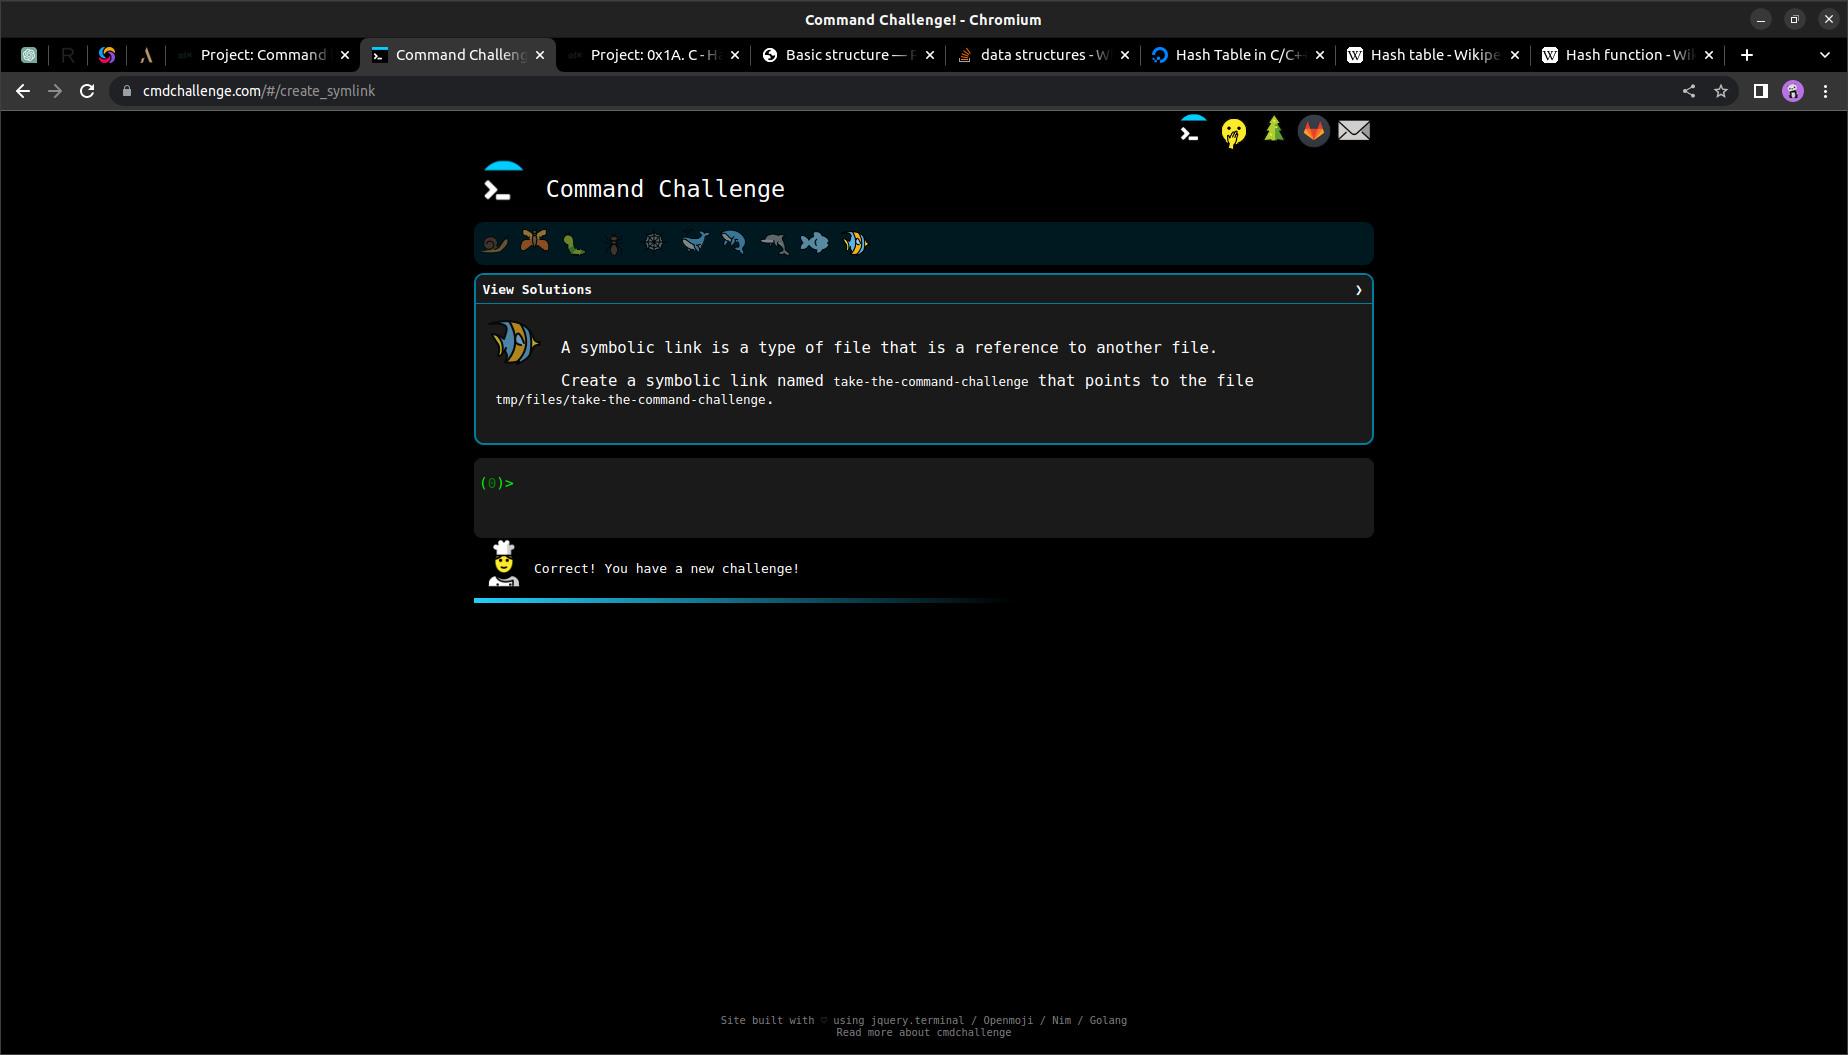 Command Challenge! - Chromium
Project: Command
Command Challeng
Project: 0x1A. C - Ha
Basic structure — P
data structures - W
Hash Table in C/C+
Hash table - Wikipe
Hash function - Wik
cmdchallenge.com/#/create_symlink
Command Challenge
View Solutions
A symbolic link is a type of file that is a reference to another file.
Create a symbolic link named take-the-command-challenge that points to the file
tmp/files/take-the-command-challenge.
(0)>
Correct! You have a new challenge!
Site built with ♡ using jquery.terminal / Openmoji / Nim / Golang
Read more about cmdchallenge